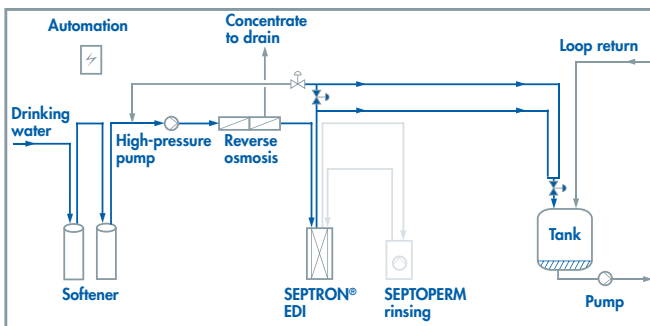 Automation
Concentrate
to drain
Loop return
Drinking
water
High-pressure
pump
Reverse
osmosis
Tank
Softener
SEPTRON®
EDI
SEPTOPERM
rinsing
Pump